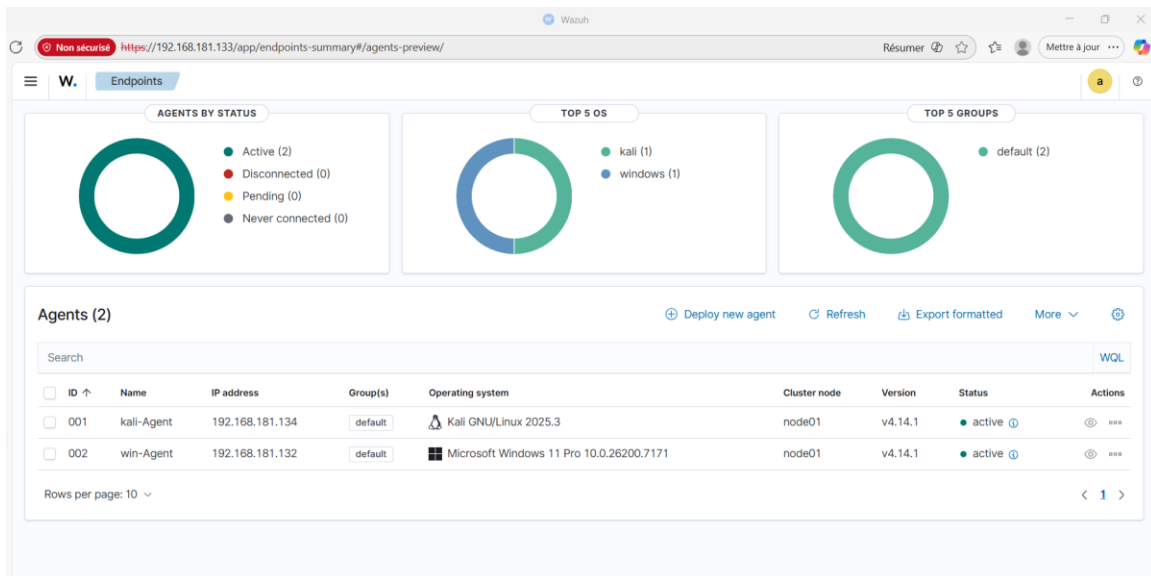 Wazuh
Non sécurisé https://192.168.181.133/app/endpoints-summary#/agents-preview/ Résumer Mettre à jour
W. Endpoints a
AGENTS BY STATUS
Active (2)
Disconnected (0)
Pending (0)
Never connected (0)
TOP 5 OS
kali (1)
windows (1)
TOP 5 GROUPS
default (2)
Agents (2) Deploy new agent Refresh Export formatted More
Search WQL
ID Name IP address Group(s) Operating system Cluster node Version Status Actions
001 kali-Agent 192.168.181.134 default Kali GNU/Linux 2025.3 node01 v4.14.1 active
002 win-Agent 192.168.181.132 default Microsoft Windows 11 Pro 10.0.26200.7171 node01 v4.14.1 active
Rows per page: 10 < 1 >